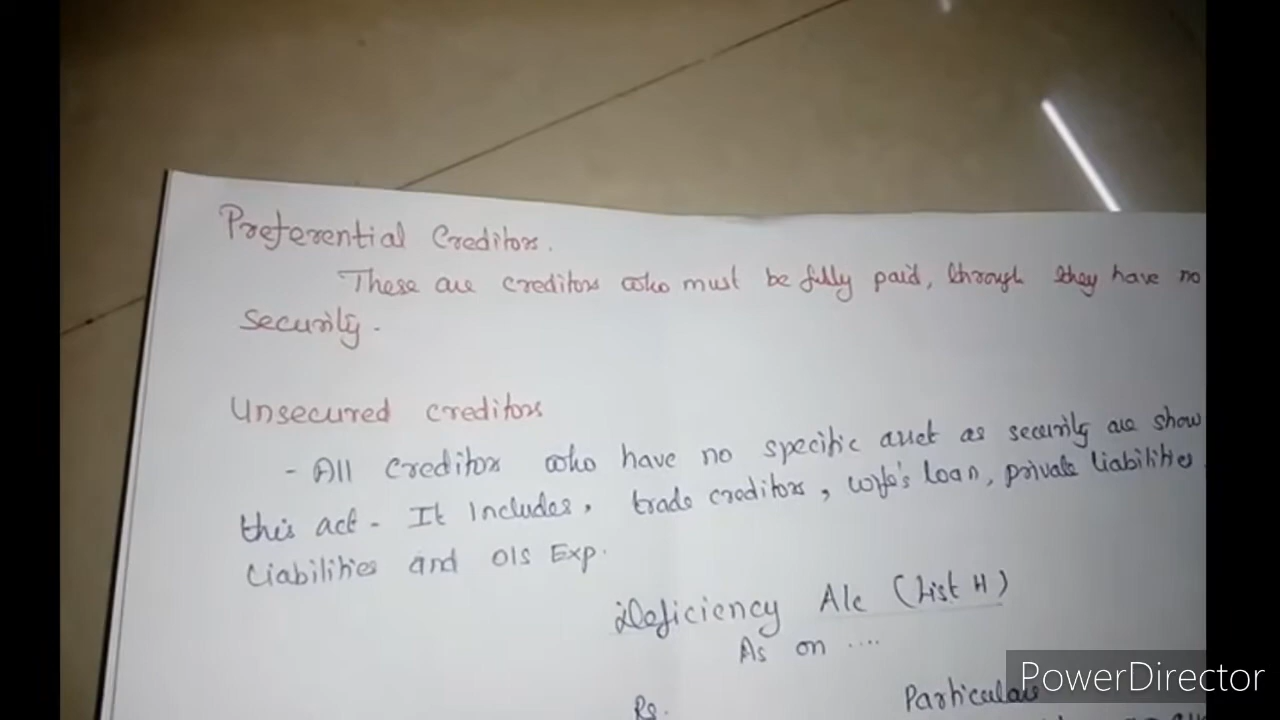 Preferential Creditors.
These are creditors who must be fully paid, through they have no
security.
Unsecured creditors
- All creditors who have no specific asset as security are show
this act - It Includes, trade creditors, wife's loan, private liabilities
Liabilities and O/S Exp.
Deficiency A/c (List H)
As on ....
Rs. Particulars
PowerDirector